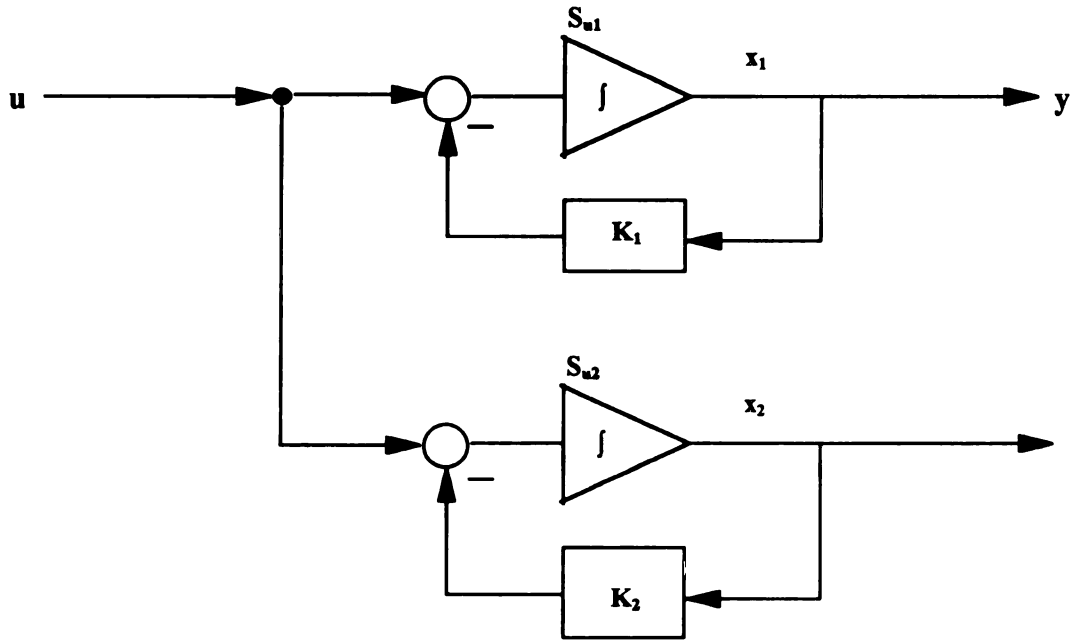 Sᵤ₁
x₁
u
∫
y
K₁
Sᵤ₂
x₂
∫
K₂